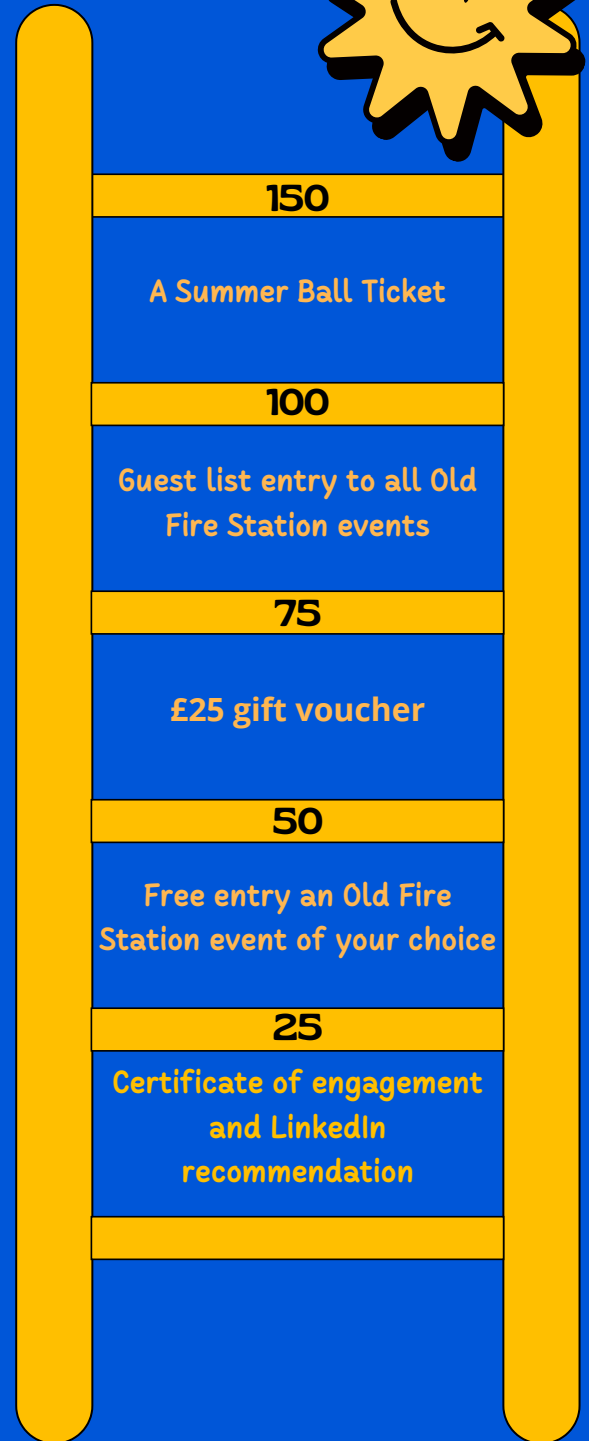 150
A Summer Ball Ticket
100
Guest list entry to all Old
Fire Station events
75
£25 gift voucher
50
Free entry an Old Fire
Station event of your choice
25
Certificate of engagement
and LinkedIn
recommendation